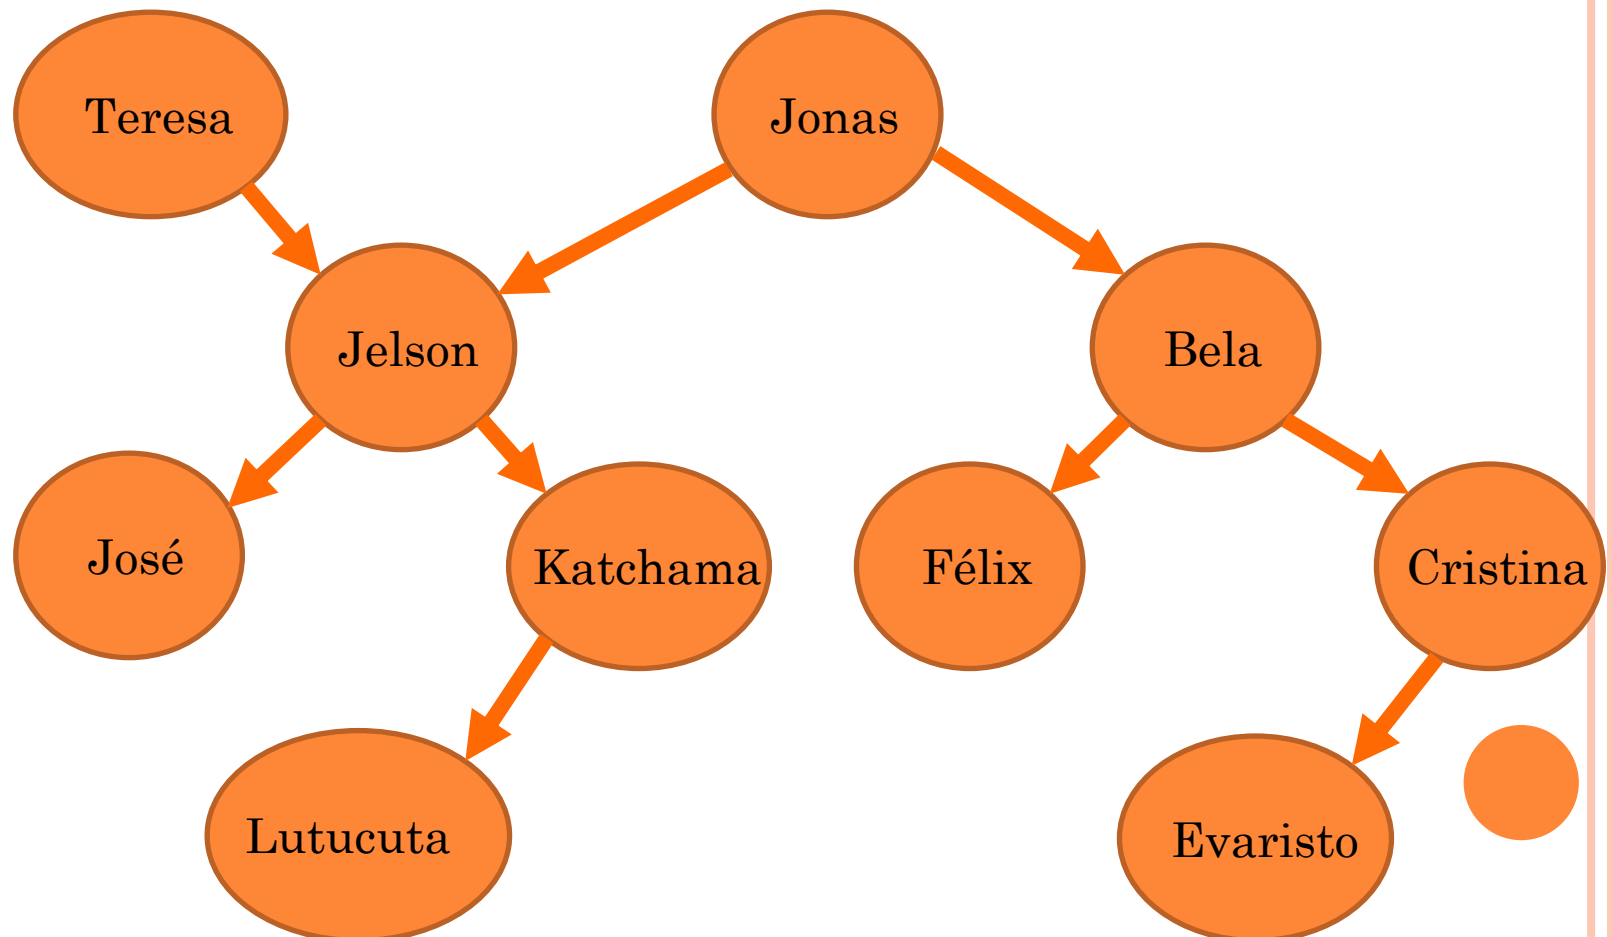 Teresa
Jonas
Jelson
Bela
José
Katchama
Félix
Cristina
Lutucuta
Evaristo